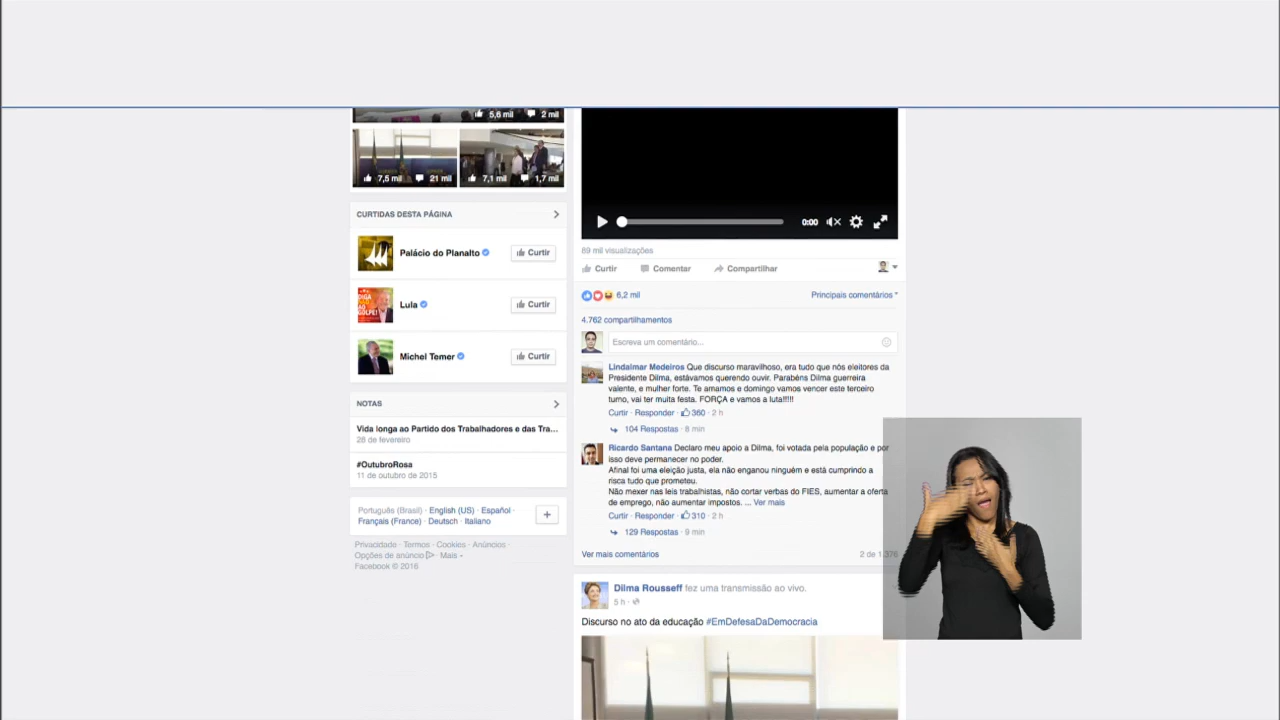 5,6 mil 2 mil
7,5 mil 21 mil 7,1 mil 1,7 mil
CURTIDAS DESTA PÁGINA
Palácio do Planalto Curtir
DIGA
NÃO
AO
GOLPE!
Lula Curtir
Michel Temer Curtir
NOTAS
Vida longa ao Partido dos Trabalhadores e das Tra...
28 de fevereiro
#OutubroRosa
11 de outubro de 2015
Português (Brasil) · English (US) · Español ·
Français (France) · Deutsch · Italiano
+
Privacidade · Termos · Cookies · Anúncios ·
Opções de anúncio · Mais
Facebook © 2016
0:00
89 mil visualizações
Curtir Comentar Compartilhar
6,2 mil Principais comentários
4.762 compartilhamentos
Escreva um comentário...
Lindalmar Medeiros Que discurso maravilhoso, era tudo que nós eleitores da
Presidente Dilma, estávamos querendo ouvir. Parabéns Dilma guerreira
valente, e mulher forte. Te amamos e domingo vamos vencer este terceiro
turno, vai ter muita festa. FORÇA e vamos a luta!!!!!
Curtir · Responder · 360 · 2 h
104 Respostas · 8 min
Ricardo Santana Declaro meu apoio a Dilma, foi votada pela população e por
isso deve permanecer no poder.
Afinal foi uma eleição justa, ela não enganou ninguém e está cumprindo a
risca tudo que prometeu.
Não mexer nas leis trabalhistas, não cortar verbas do FIES, aumentar a oferta
de emprego, não aumentar impostos. ... Ver mais
Curtir · Responder · 310 · 2 h
129 Respostas · 9 min
Ver mais comentários 2 de 1.376
Dilma Rousseff fez uma transmissão ao vivo.
5 h ·
Discurso no ato da educação #EmDefesaDaDemocracia